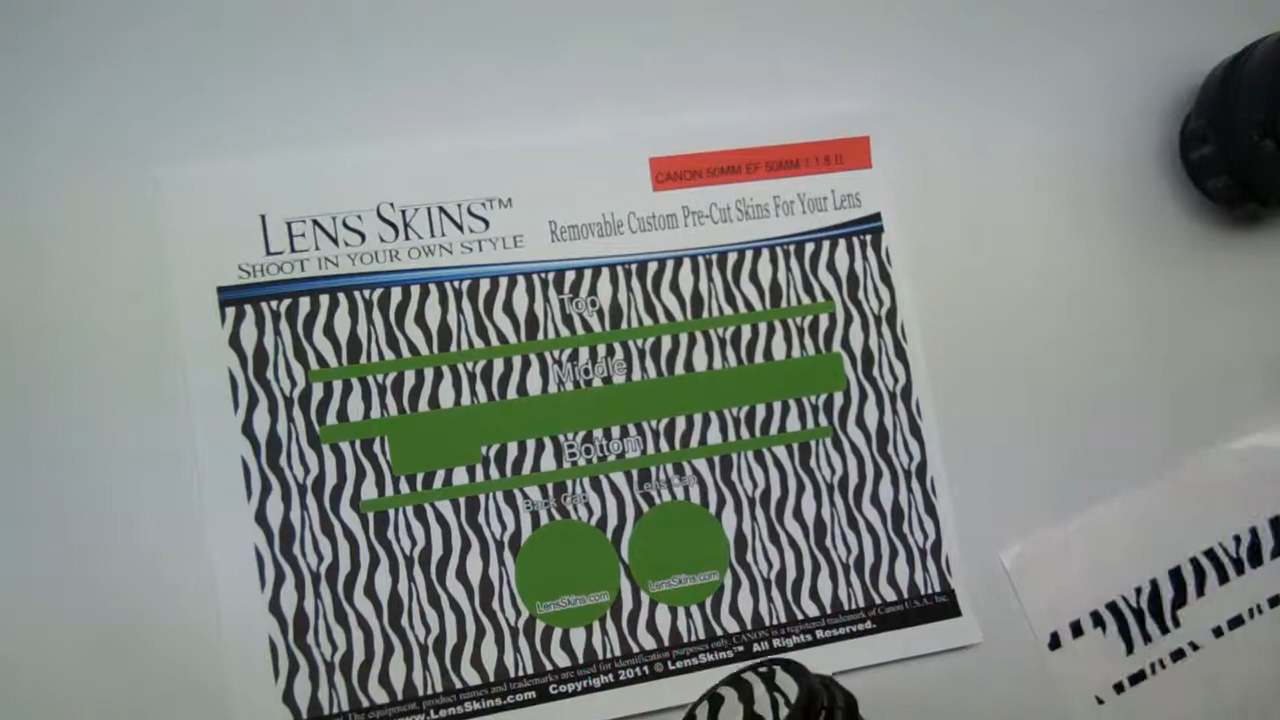 CANON 50MM EF 50MM f 1.8 II
LENS SKINS™
SHOOT IN YOUR OWN STYLE
Removable Custom Pre-Cut Skins For Your Lens
Top
Middle
Bottom
Back Cap
Lens Cap
LensSkins.com
LensSkins.com
The equipment, product names and trademarks are used for identification purposes only. CANON is a registered trademark of Canon U.S.A., Inc.
www.LensSkins.com Copyright 2011 © LensSkins™ All Rights Reserved.